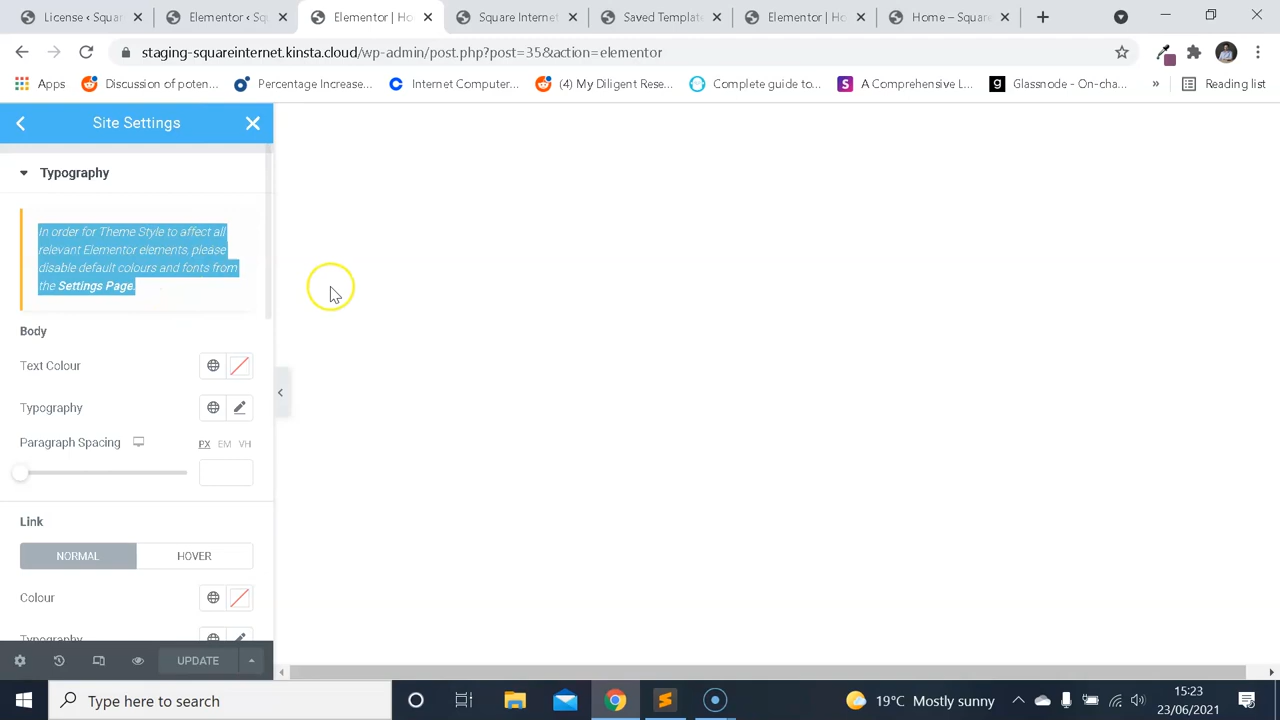 License ‹ Squa
Elementor ‹ Sq
Elementor | Ho
Square Internet
Saved Templat
Elementor | Ho
Home – Square
staging-squareinternet.kinsta.cloud/wp-admin/post.php?post=35&action=elementor
Apps
Discussion of poten...
Percentage Increase...
Internet Computer...
(4) My Diligent Rese...
Complete guide to...
S
A Comprehensive L...
g
Glassnode - On-cha...
»
Reading list
Site Settings
Typography
In order for Theme Style to affect all
relevant Elementor elements, please
disable default colours and fonts from
the Settings Page.
Body
Text Colour
Typography
Paragraph Spacing
PX EM VH
Link
NORMAL HOVER
Colour
Typography
UPDATE
Type here to search
19°C Mostly sunny
15:23
23/06/2021